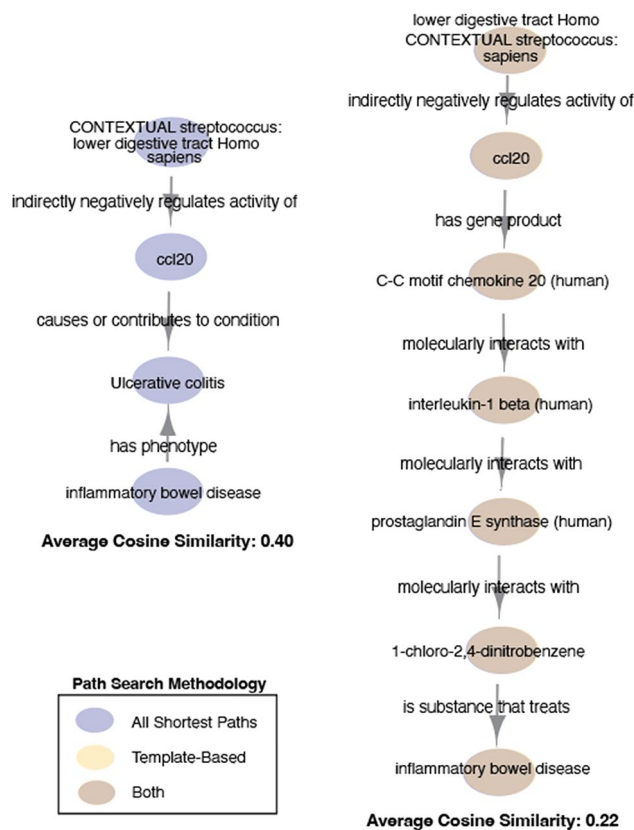 CONTEXTUAL streptococcus:
lower digestive tract Homo
sapiens
indirectly negatively regulates activity of
ccl20
causes or contributes to condition
Ulcerative colitis
has phenotype
inflammatory bowel disease
Average Cosine Similarity: 0.40
Path Search Methodology
All Shortest Paths
Template-Based
Both
lower digestive tract Homo
CONTEXTUAL streptococcus:
sapiens
indirectly negatively regulates activity of
ccl20
has gene product
C-C motif chemokine 20 (human)
molecularly interacts with
interleukin-1 beta (human)
molecularly interacts with
prostaglandin E synthase (human)
molecularly interacts with
1-chloro-2,4-dinitrobenzene
is substance that treats
inflammatory bowel disease
Average Cosine Similarity: 0.22